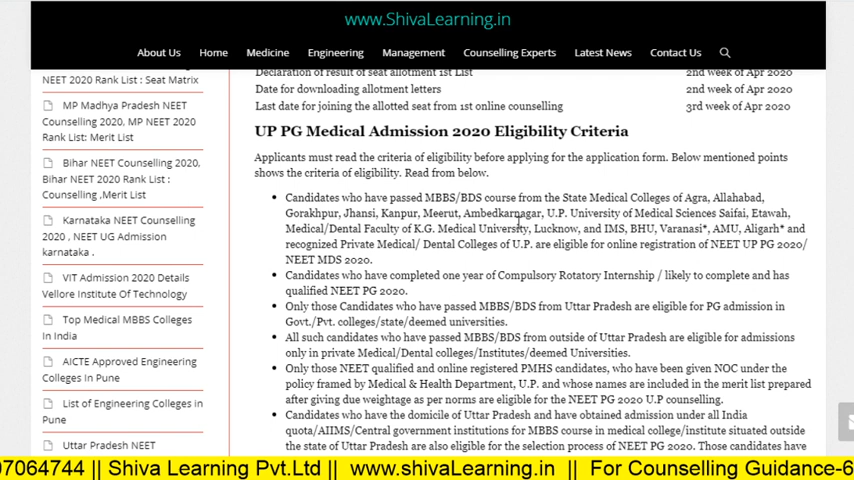 www.ShivaLearning.in
About Us Home Medicine Engineering Management Counselling Experts Latest News Contact Us
NEET 2020 Rank List : Seat Matrix
MP Madhya Pradesh NEET
Counselling 2020, MP NEET 2020
Rank List: Merit List
Bihar NEET Counselling 2020,
Bihar NEET 2020 Rank List :
Counselling ,Merit List
Karnataka NEET Counselling
2020 , NEET UG Admission
karnataka .
VIT Admission 2020 Details
Vellore Institute Of Technology
Top Medical MBBS Colleges
In India
AICTE Approved Engineering
Colleges In Pune
List of Engineering Colleges in
Pune
Uttar Pradesh NEET
Declaration of result of seat allotment 1st List 2nd week of Apr 2020
Date for downloading allotment letters 2nd week of Apr 2020
Last date for joining the allotted seat from 1st online counselling 3rd week of Apr 2020
UP PG Medical Admission 2020 Eligibility Criteria
Applicants must read the criteria of eligibility before applying for the application form. Below mentioned points
shows the criteria of eligibility. Read from below.
Candidates who have passed MBBS/BDS course from the State Medical Colleges of Agra, Allahabad,
Gorakhpur, Jhansi, Kanpur, Meerut, Ambedkarnagar, U.P. University of Medical Sciences Saifai, Etawah,
Medical/Dental Faculty of K.G. Medical University, Lucknow, and IMS, BHU, Varanasi*, AMU, Aligarh* and
recognized Private Medical/ Dental Colleges of U.P. are eligible for online registration of NEET UP PG 2020/
NEET MDS 2020.
Candidates who have completed one year of Compulsory Rotatory Internship / likely to complete and has
qualified NEET PG 2020.
Only those Candidates who have passed MBBS/BDS from Uttar Pradesh are eligible for PG admission in
Govt./Pvt. colleges/state/deemed universities.
All such candidates who have passed MBBS/BDS from outside of Uttar Pradesh are eligible for admissions
only in private Medical/Dental colleges/Institutes/deemed Universities.
Only those NEET qualified and online registered PMHS candidates, who have been given NOC under the
policy framed by Medical & Health Department, U.P. and whose names are included in the merit list prepared
after giving due weightage as per norms are eligible for the NEET PG 2020 U.P counselling.
Candidates who have the domicile of Uttar Pradesh and have obtained admission under all India
quota/AIIMS/Central government institutions for MBBS course in medical college/institute situated outside
the state of Uttar Pradesh are also eligible for the selection process of NEET PG 2020. Those candidates have
07064744 || Shiva Learning Pvt.Ltd || www.shivaLearning.in || For Counselling Guidance-6